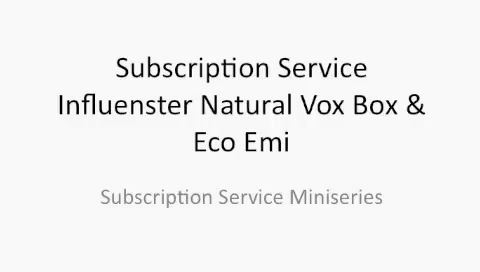 Subscription Service
Influenster Natural Vox Box &
Eco Emi
Subscription Service Miniseries